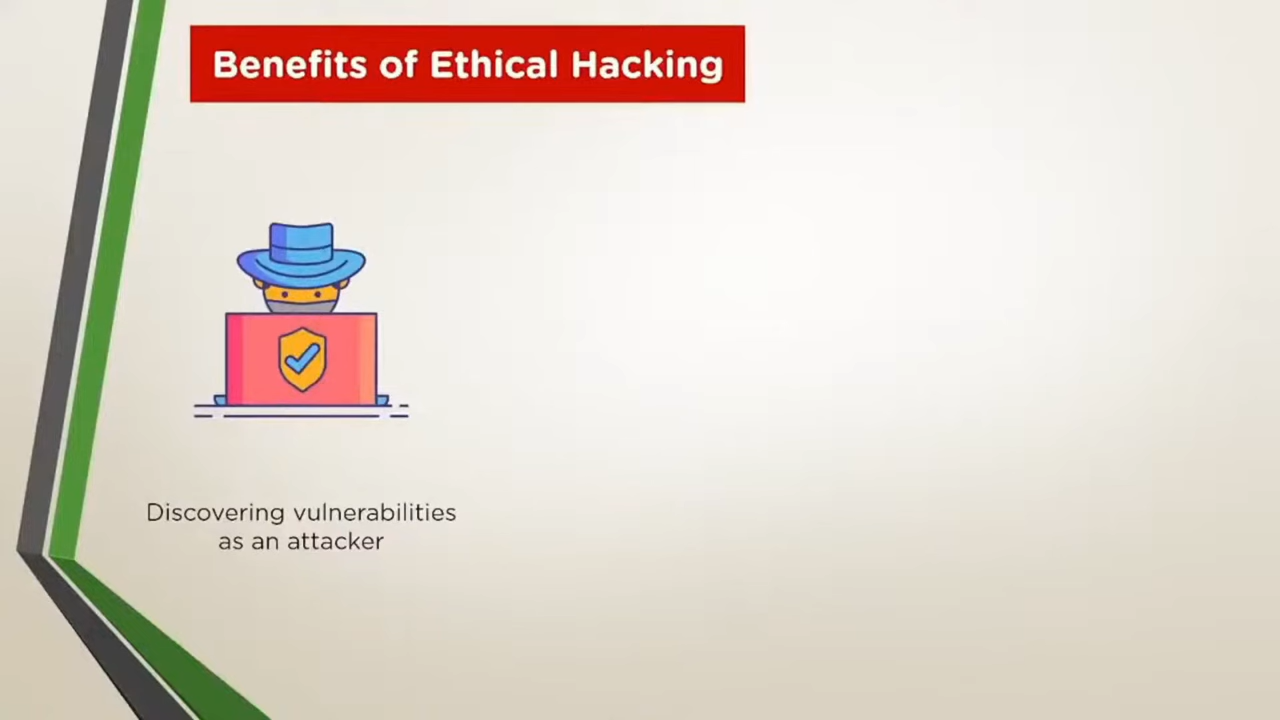 Benefits of Ethical Hacking
Discovering vulnerabilities
as an attacker